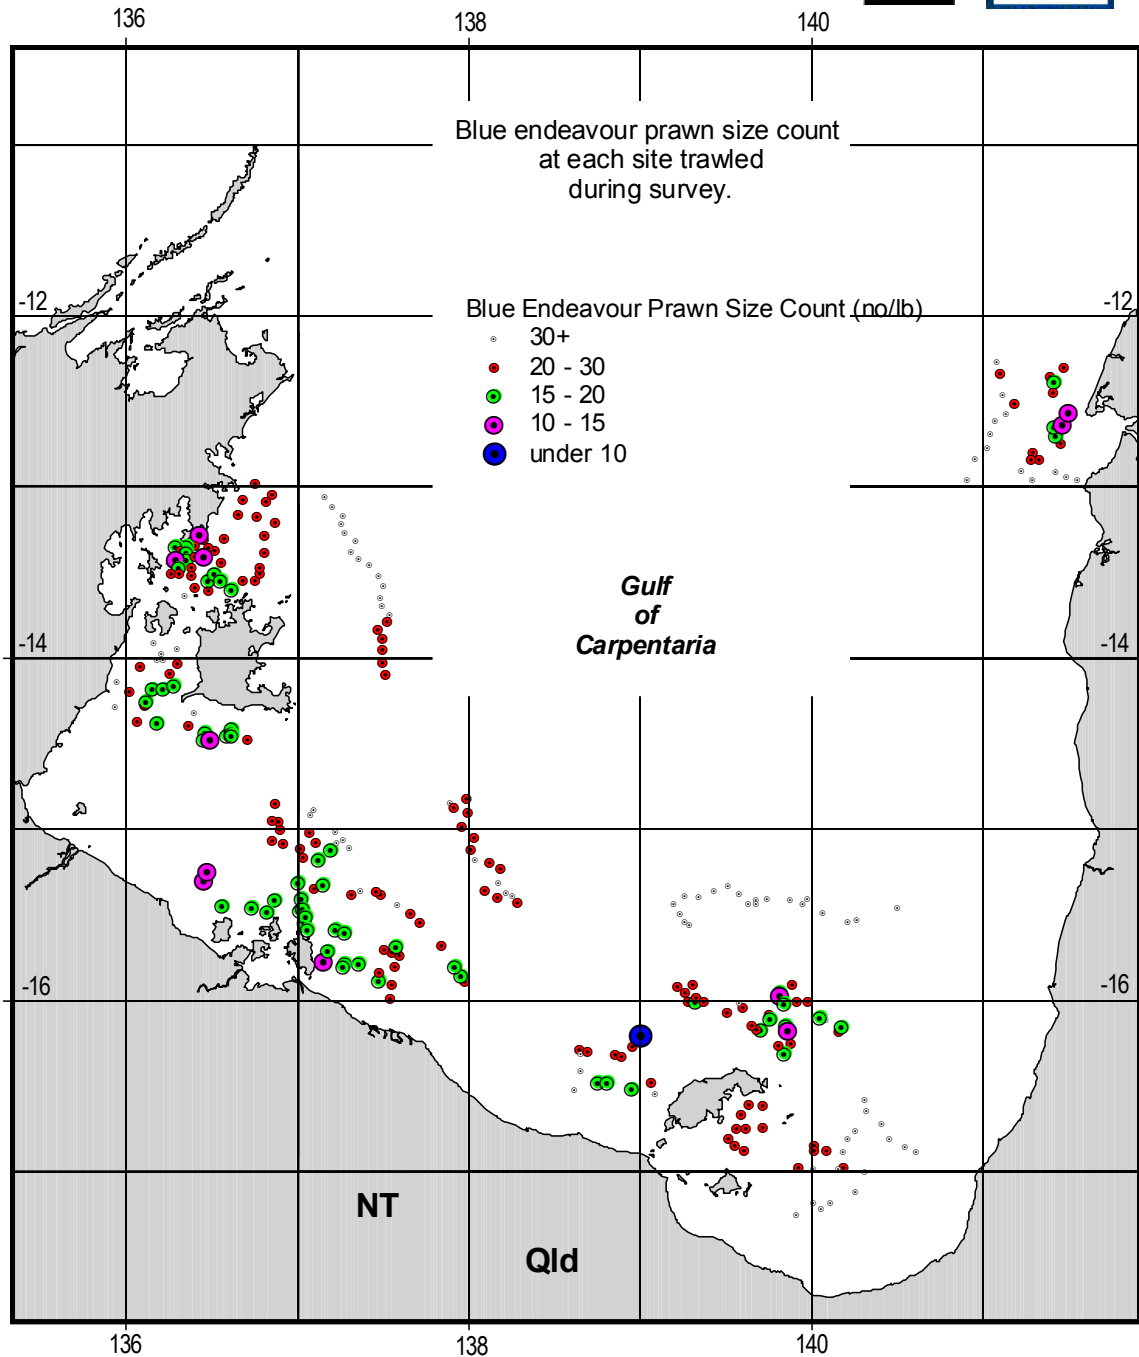 136 138 140
Blue endeavour prawn size count
at each site trawled
during survey.
-12 -12
Blue Endeavour Prawn Size Count (no/lb)
30+
20 - 30
15 - 20
10 - 15
under 10
Gulf
of
Carpentaria
-14 -14
-16 -16
NT
Qld
136 138 140